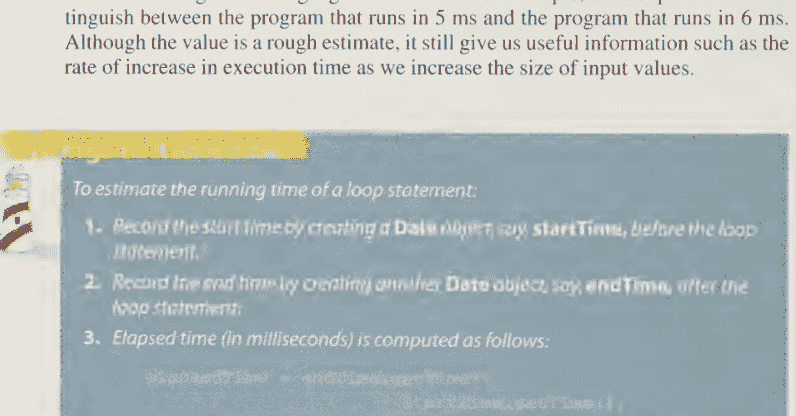 tinguish between the program that runs in 5 ms and the program that runs in 6 ms.
Although the value is a rough estimate, it still give us useful information such as the
rate of increase in execution time as we increase the size of input values.
To estimate the running time of a loop statement:
1. Record the start time by creating a Date object, say, startTime, before the loop
statement.
2. Record the end time by creating another Date object, say, endTime, after the
loop statement.
3. Elapsed time (in milliseconds) is computed as follows: